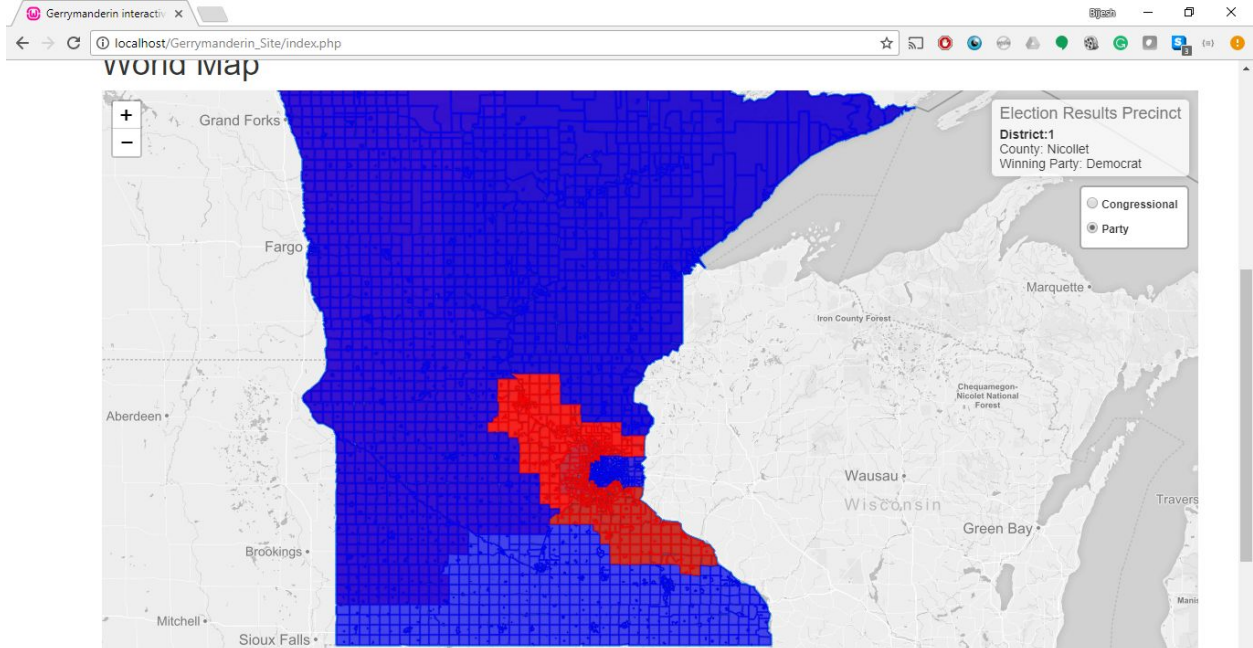 Gerrymanderin interactiv
Bijesh
localhost/Gerrymanderin_Site/index.php
World Map
+
−
Grand Forks
Election Results Precinct
District:1
County: Nicollet
Winning Party: Democrat
Congressional
Party
Fargo
Marquette
Iron County Forest
Chequamegon-
Nicolet National
Forest
Aberdeen
Wausau
Wisconsin
Travers
Green Bay
Brookings
Mitchell
Sioux Falls